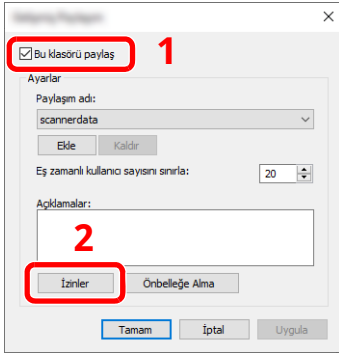 Bu klasörü paylaş
1
Ayarlar
Paylaşım adı:
scannerdata
Ekle Kaldır
Eş zamanlı kullanıcı sayısını sınırla:
20
Açıklamalar:
2
İzinler Önbelleğe Alma
Tamam İptal Uygula